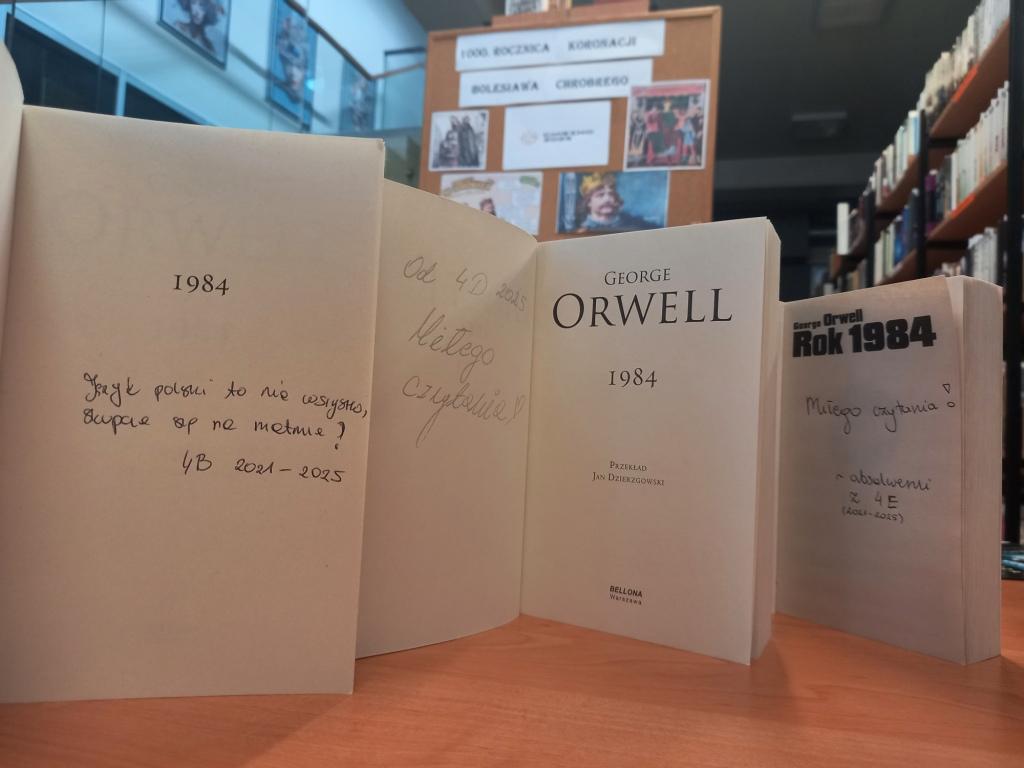 1000. ROCZNICA KORONACJI
BOLESŁAWA CHROBREGO
1984
Język polski to nie wszystko,
skupcie się na matmie!
4B 2021-2025
Od 4D 2025
Miłego
czytania!
GEORGE
ORWELL
1984
PRZEKŁAD
JAN DZIERZGOWSKI
BELLONA
Warszawa
George Orwell
Rok 1984
Miłego czytania!
~ absolwenci
z 4E
(2021-2025)